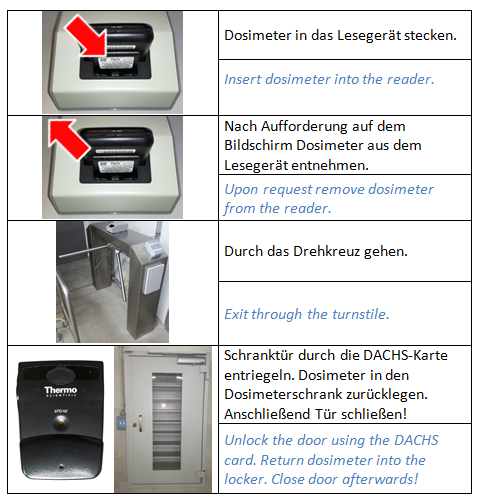 Dosimeter in das Lesegerät stecken.
Insert dosimeter into the reader.
Nach Aufforderung auf dem
Bildschirm Dosimeter aus dem
Lesegerät entnehmen.
Upon request remove dosimeter
from the reader.
Durch das Drehkreuz gehen.
Exit through the turnstile.
Thermo
SCIENTIFIC
EPD-N2
Schranktür durch die DACHS-Karte
entriegeln. Dosimeter in den
Dosimeterschrank zurücklegen.
Anschließend Tür schließen!
Unlock the door using the DACHS
card. Return dosimeter into the
locker. Close door afterwards!